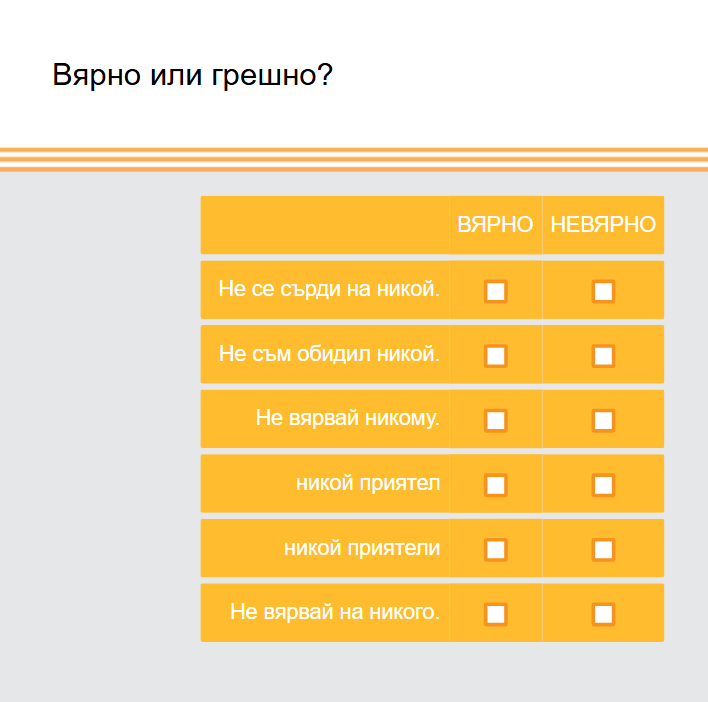 Вярно или грешно?
ВЯРНО НЕВЯРНО
Не се сърди на никой.
Не съм обидил никой.
Не вярвай никому.
никой приятел
никой приятели
Не вярвай на никого.